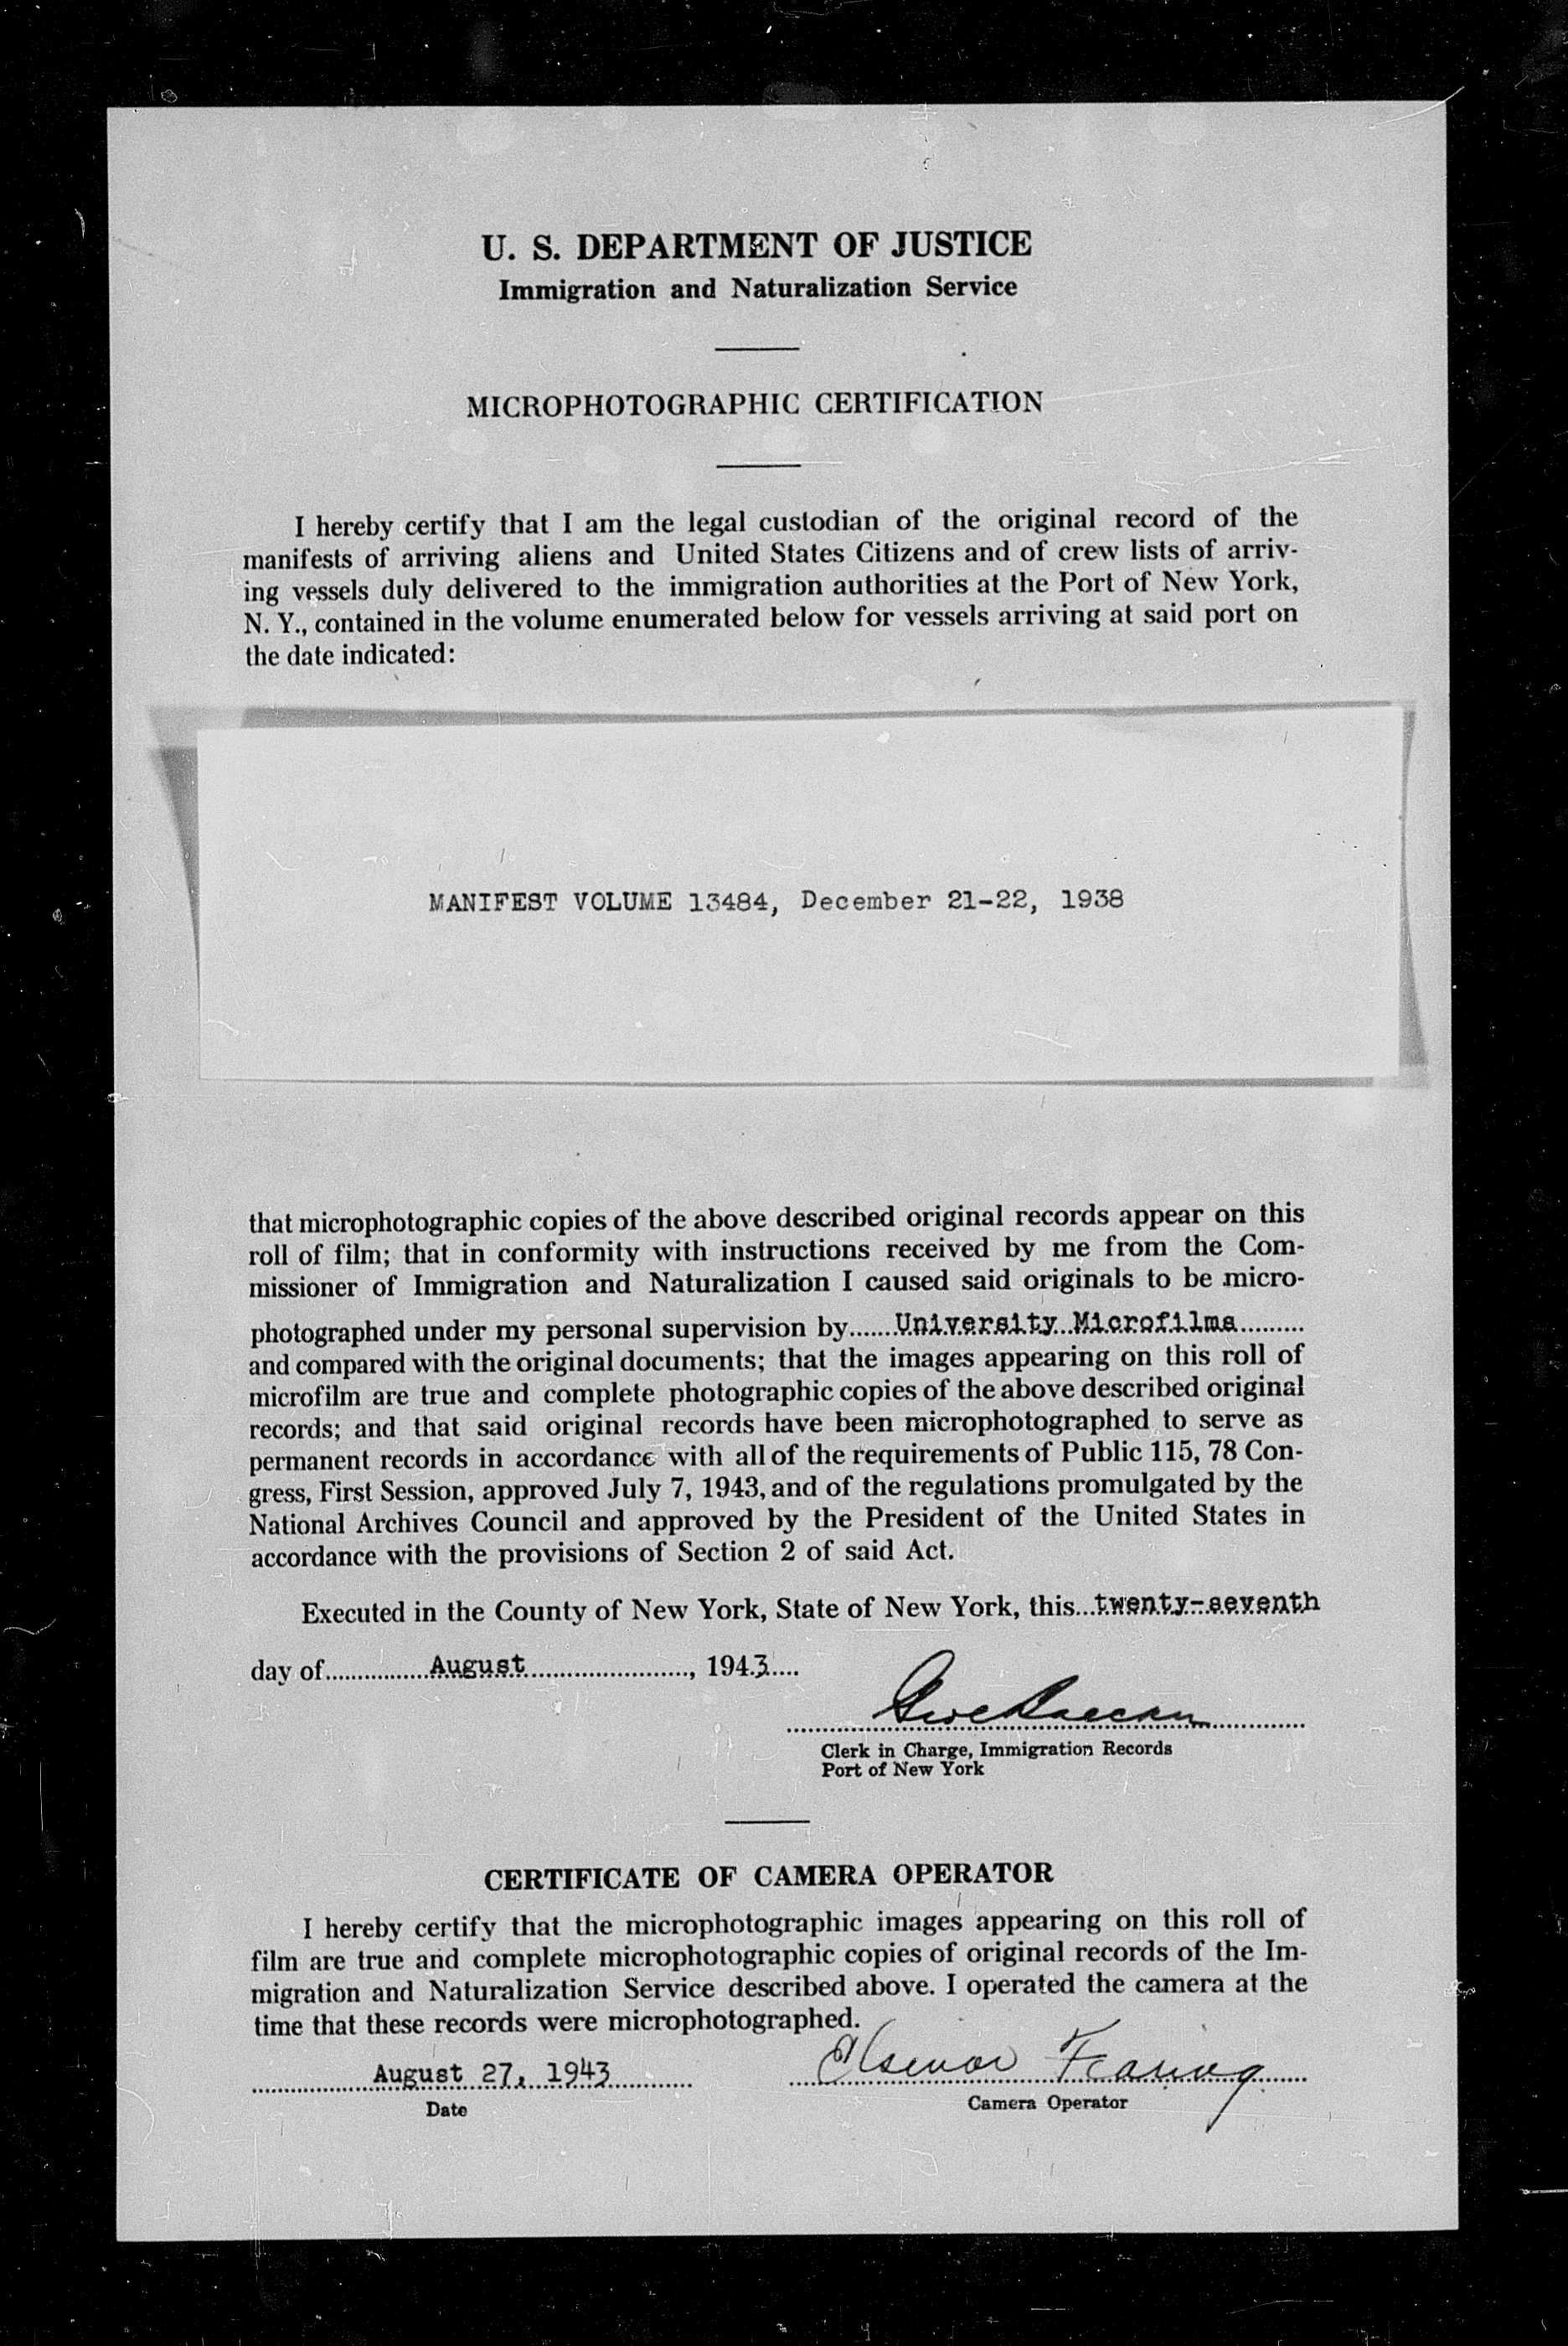 U. S. DEPARTMENT OF JUSTICE
Immigration and Naturalization Service
MICROPHOTOGRAPHIC CERTIFICATION
I hereby certify that I am the legal custodian of the original record of the
manifests of arriving aliens and United States Citizens and of crew lists of arriv-
ing vessels duly delivered to the immigration authorities at the Port of New York,
N. Y., contained in the volume enumerated below for vessels arriving at said port on
the date indicated:
MANIFEST VOLUME 13484, December 21-22, 1938
that microphotographic copies of the above described original records appear on this
roll of film; that in conformity with instructions received by me from the Com-
missioner of Immigration and Naturalization I caused said originals to be micro-
photographed under my personal supervision by University Microfilms
and compared with the original documents; that the images appearing on this roll of
microfilm are true and complete photographic copies of the above described original
records; and that said original records have been microphotographed to serve as
permanent records in accordance with all of the requirements of Public 115, 78 Con-
gress, First Session, approved July 7, 1943, and of the regulations promulgated by the
National Archives Council and approved by the President of the United States in
accordance with the provisions of Section 2 of said Act.
Executed in the County of New York, State of New York, this twenty-seventh
day of August, 1943
Clerk in Charge, Immigration Records
Port of New York
CERTIFICATE OF CAMERA OPERATOR
I hereby certify that the microphotographic images appearing on this roll of
film are true and complete microphotographic copies of original records of the Im-
migration and Naturalization Service described above. I operated the camera at the
time that these records were microphotographed.
August 27, 1943
Date
Camera Operator